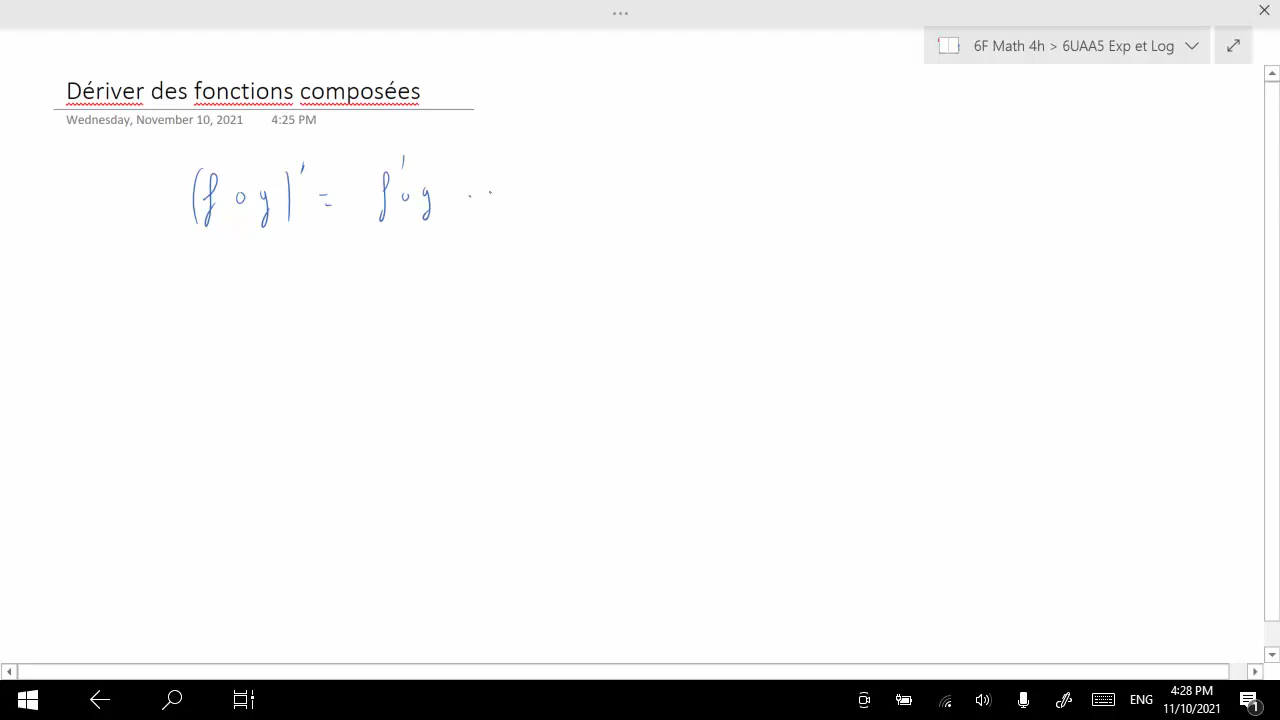 ...
6F Math 4h > 6UAA5 Exp et Log
Dériver des fonctions composées
Wednesday, November 10, 2021 4:25 PM
(f o g)' = f' o g . .
ENG
4:28 PM
11/10/2021
1